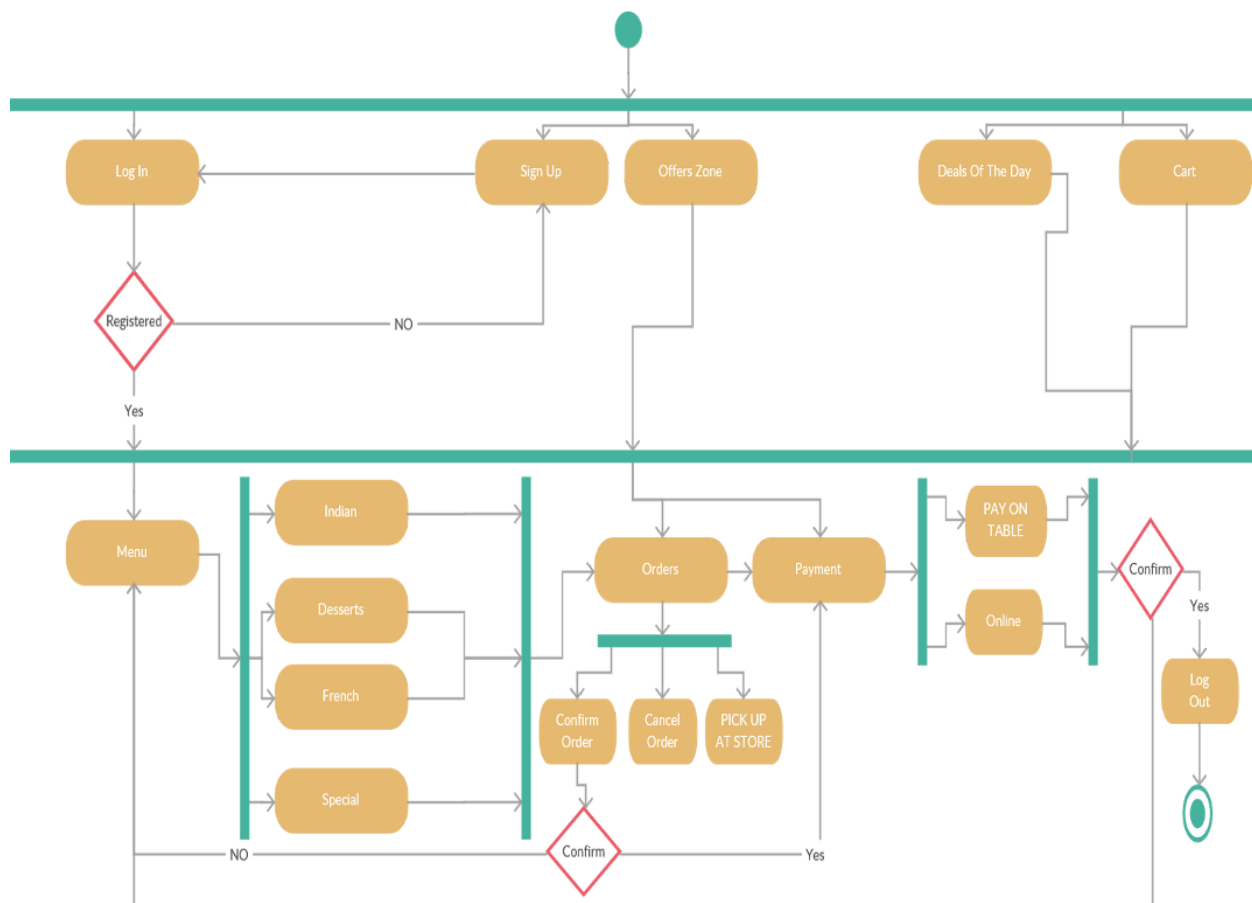 Log In
Sign Up
Offers Zone
Deals Of The Day
Cart
Registered
NO
Yes
Menu
Indian
Desserts
French
Special
Orders
Payment
PAY ON
TABLE
Online
Confirm
Yes
Log
Out
Confirm
Order
Cancel
Order
PICK UP
AT STORE
NO
Confirm
Yes